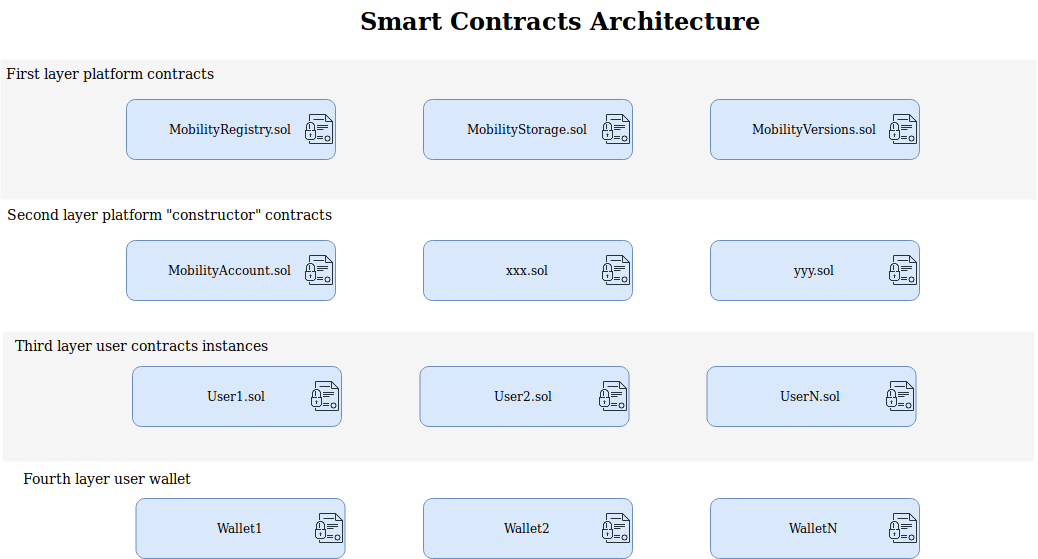 Smart Contracts Architecture
First layer platform contracts
MobilityRegistry.sol
MobilityStorage.sol
MobilityVersions.sol
Second layer platform "constructor" contracts
MobilityAccount.sol
xxx.sol
yyy.sol
Third layer user contracts instances
User1.sol
User2.sol
UserN.sol
Fourth layer user wallet
Wallet1
Wallet2
WalletN